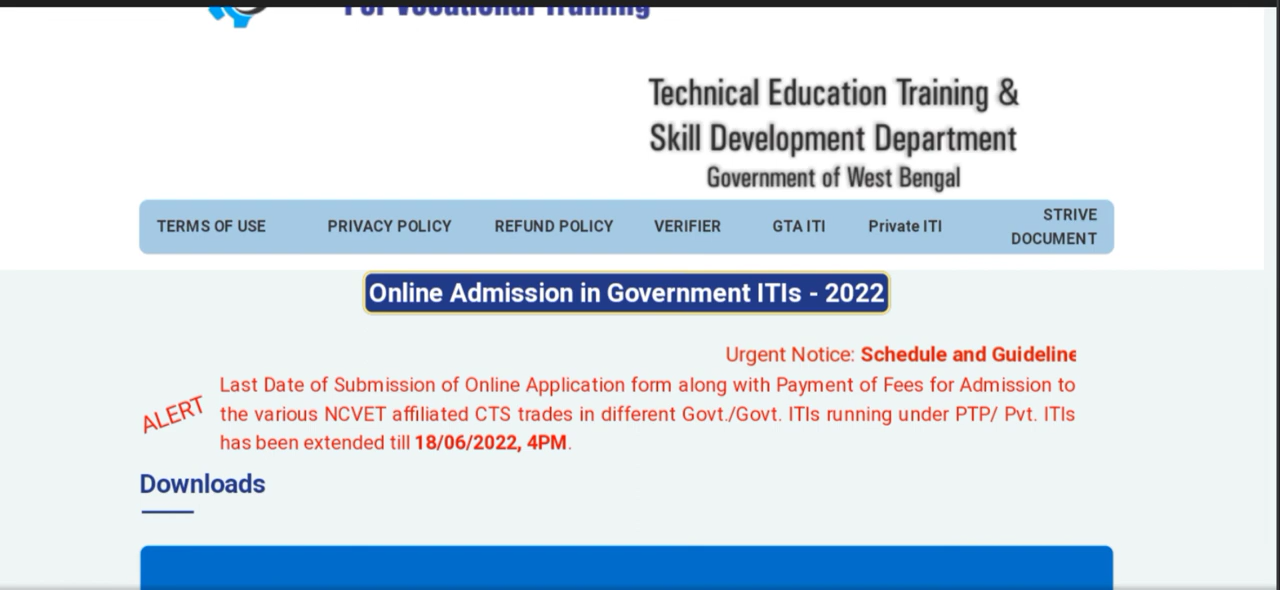 For Vocational Training
Technical Education Training &
Skill Development Department
Government of West Bengal
TERMS OF USE
PRIVACY POLICY
REFUND POLICY
VERIFIER
GTA ITI
Private ITI
STRIVE
DOCUMENT
Online Admission in Government ITIs - 2022
Urgent Notice: Schedule and Guideline
ALERT
Last Date of Submission of Online Application form along with Payment of Fees for Admission to
the various NCVET affiliated CTS trades in different Govt./Govt. ITIs running under PTP/ Pvt. ITIs
has been extended till 18/06/2022, 4PM.
Downloads